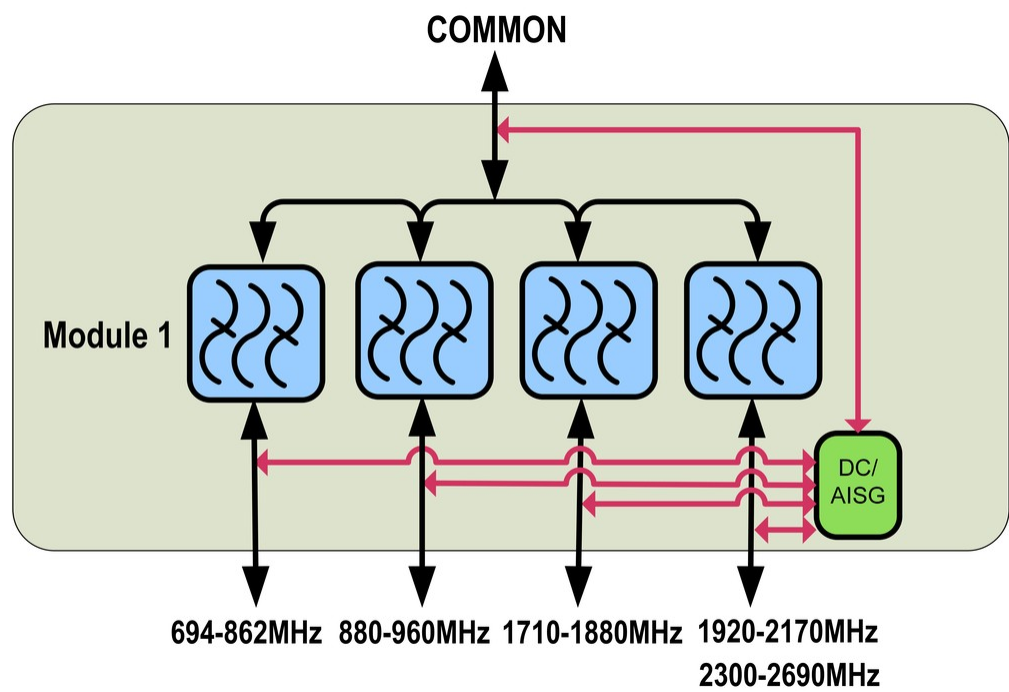 COMMON
Module 1
DC/
AISG
694-862MHz
880-960MHz
1710-1880MHz
1920-2170MHz
2300-2690MHz